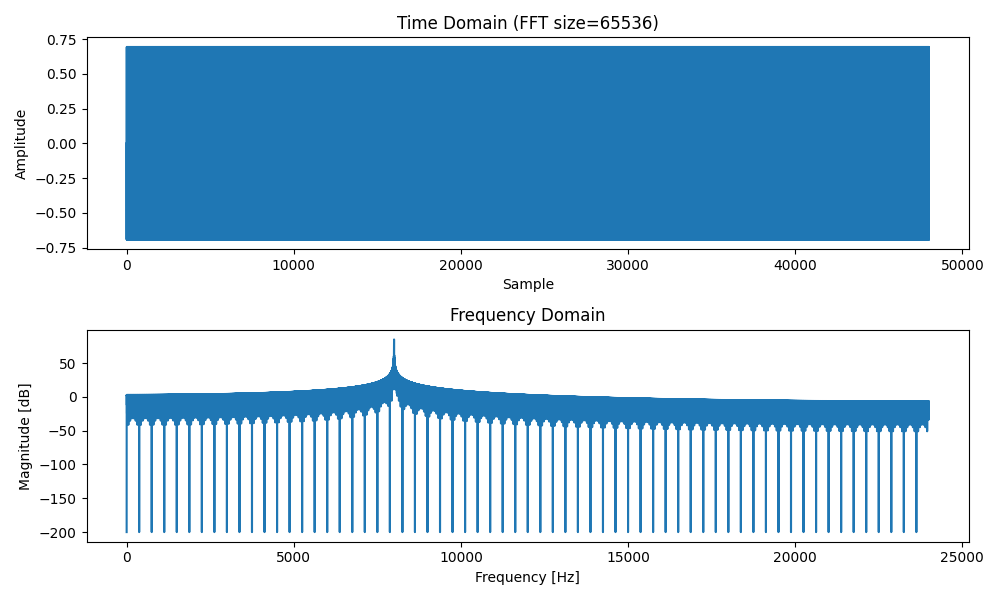 Time Domain (FFT size=65536)
0.75
0.50
0.25
0.00
−0.25
−0.50
−0.75
Amplitude
0 10000 20000 30000 40000 50000
Sample
Frequency Domain
50
0
−50
−100
−150
−200
Magnitude [dB]
0 5000 10000 15000 20000 25000
Frequency [Hz]